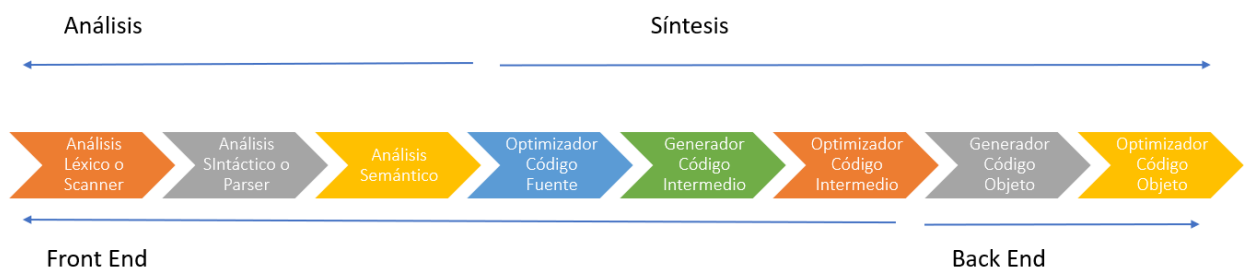 Análisis
Síntesis
Análisis
Léxico o
Scanner
Análisis
SIntáctico o
Parser
Análisis
Semántico
Optimizador
Código
Fuente
Generador
Código
Intermedio
Optimizador
Código
Intermedio
Generador
Código
Objeto
Optimizador
Código
Objeto
Front End
Back End